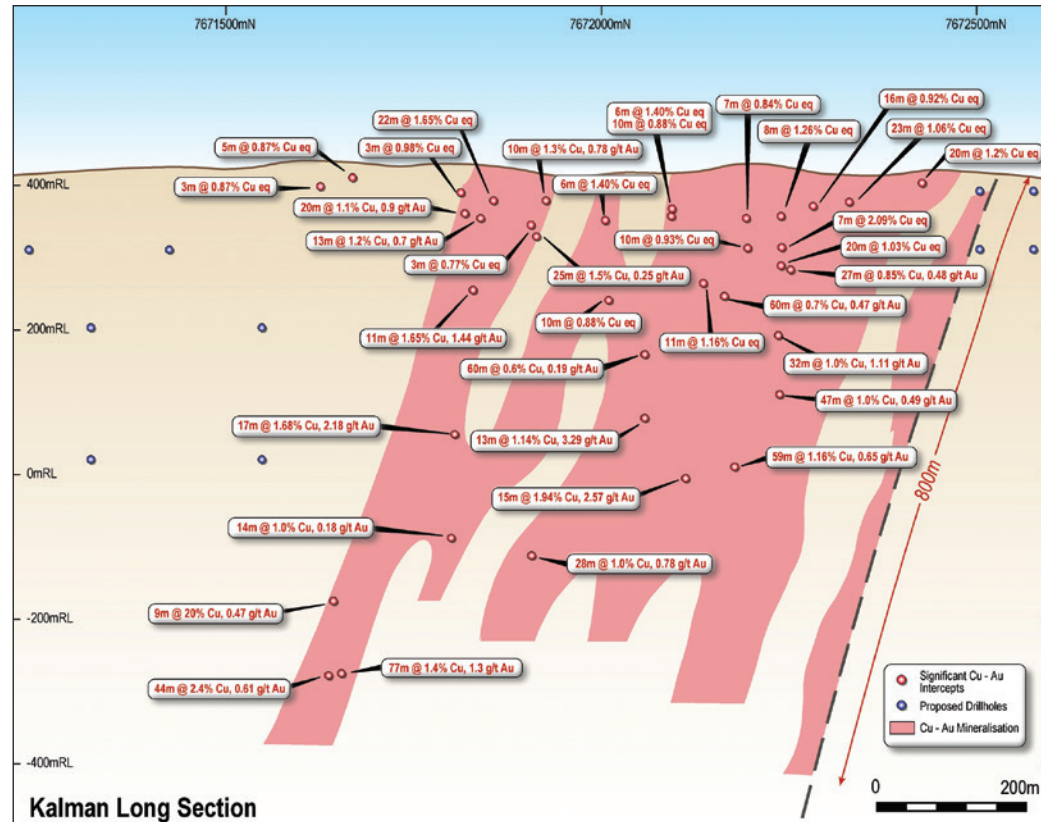 7671500mN
7672000mN
7672500mN
6m @ 1.40% Cu eq
10m @ 0.88% Cu eq
7m @ 0.84% Cu eq
16m @ 0.92% Cu eq
22m @ 1.65% Cu eq
8m @ 1.26% Cu eq
23m @ 1.06% Cu eq
5m @ 0.87% Cu eq
3m @ 0.98% Cu eq
10m @ 1.3% Cu, 0.78 g/t Au
20m @ 1.2% Cu eq
400mRL
3m @ 0.87% Cu eq
6m @ 1.40% Cu eq
20m @ 1.1% Cu, 0.9 g/t Au
7m @ 2.09% Cu eq
13m @ 1.2% Cu, 0.7 g/t Au
10m @ 0.93% Cu eq
20m @ 1.03% Cu eq
3m @ 0.77% Cu eq
25m @ 1.5% Cu, 0.25 g/t Au
27m @ 0.85% Cu, 0.48 g/t Au
60m @ 0.7% Cu, 0.47 g/t Au
10m @ 0.88% Cu eq
200mRL
11m @ 1.65% Cu, 1.44 g/t Au
11m @ 1.16% Cu eq
60m @ 0.6% Cu, 0.19 g/t Au
32m @ 1.0% Cu, 1.11 g/t Au
47m @ 1.0% Cu, 0.49 g/t Au
17m @ 1.68% Cu, 2.18 g/t Au
13m @ 1.14% Cu, 3.29 g/t Au
59m @ 1.16% Cu, 0.65 g/t Au
0mRL
800m
15m @ 1.94% Cu, 2.57 g/t Au
14m @ 1.0% Cu, 0.18 g/t Au
28m @ 1.0% Cu, 0.78 g/t Au
9m @ 20% Cu, 0.47 g/t Au
-200mRL
77m @ 1.4% Cu, 1.3 g/t Au
44m @ 2.4% Cu, 0.61 g/t Au
Significant Cu - Au
Intercepts
Proposed Drillholes
Cu - Au Mineralisation
-400mRL
0
200m
Kalman Long Section